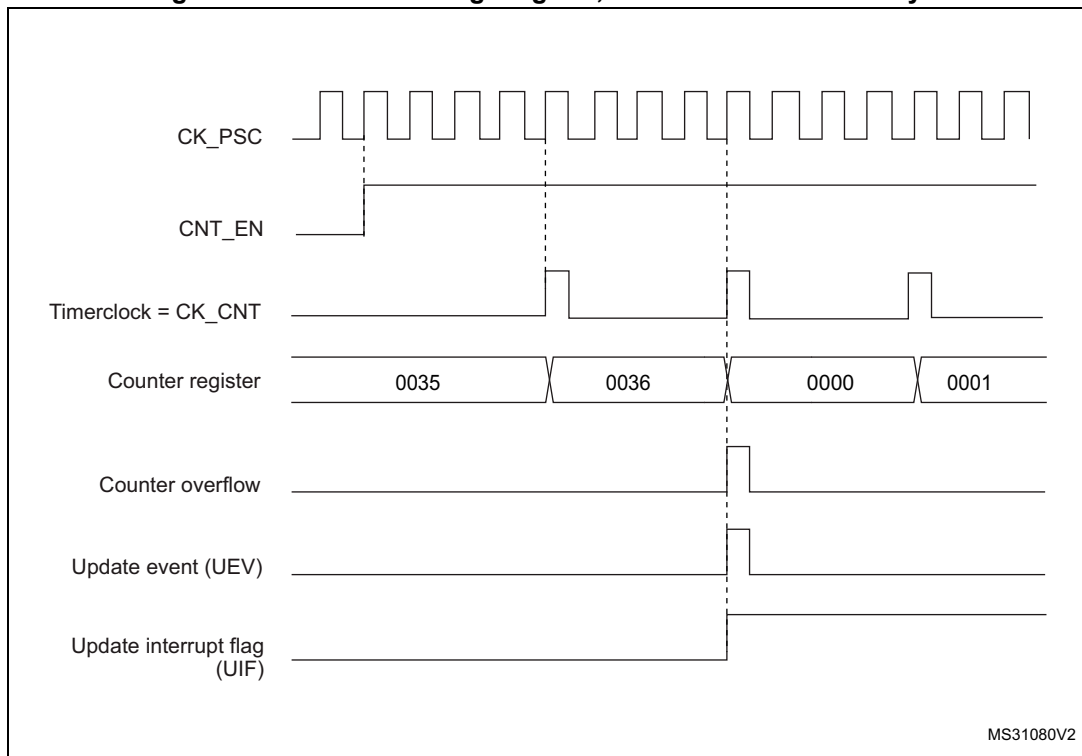 CK_PSC
CNT_EN
Timerclock = CK_CNT
Counter register
0035
0036
0000
0001
Counter overflow
Update event (UEV)
Update interrupt flag
(UIF)
MS31080V2